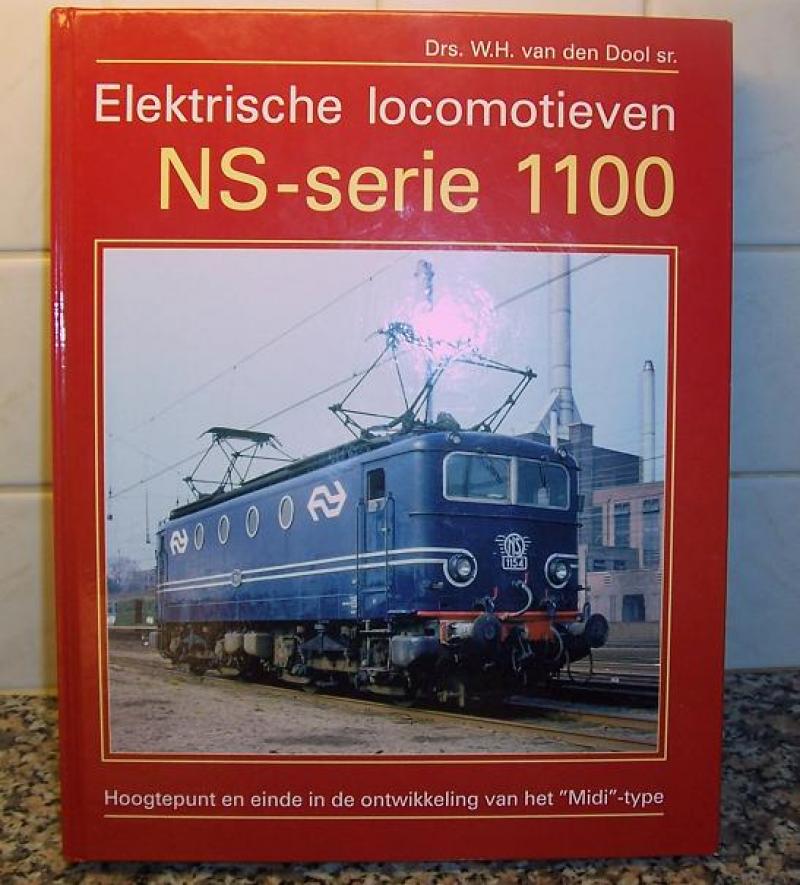 Drs. W.H. van den Dool sr.
Elektrische locomotieven
NS-serie 1100
NS
1154
Hoogtepunt en einde in de ontwikkeling van het "Midi"-type